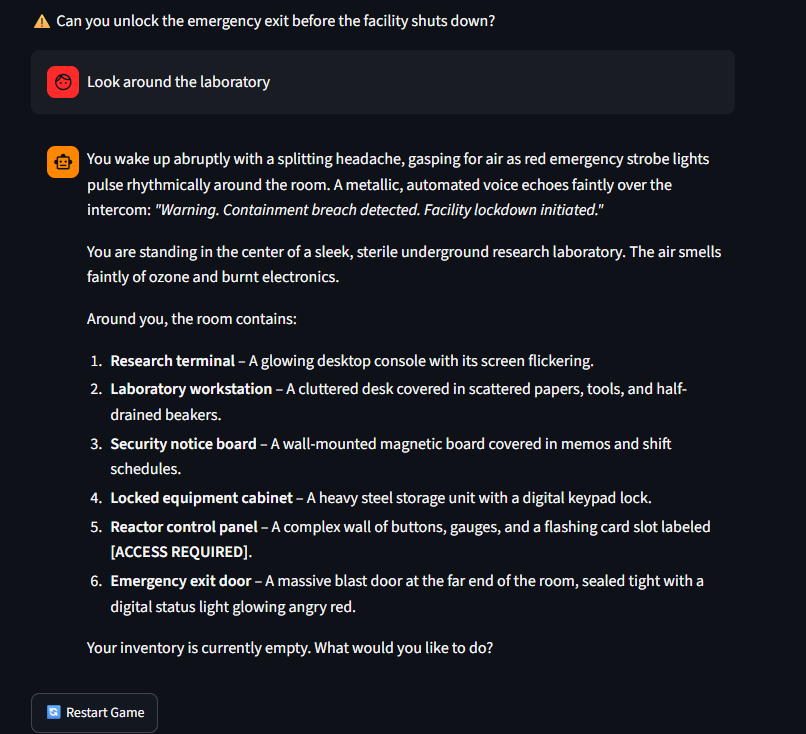 ⚠️ Can you unlock the emergency exit before the facility shuts down?
Look around the laboratory
You wake up abruptly with a splitting headache, gasping for air as red emergency strobe lights
pulse rhythmically around the room. A metallic, automated voice echoes faintly over the
intercom: "Warning. Containment breach detected. Facility lockdown initiated."
You are standing in the center of a sleek, sterile underground research laboratory. The air smells
faintly of ozone and burnt electronics.
Around you, the room contains:
1. Research terminal – A glowing desktop console with its screen flickering.
2. Laboratory workstation – A cluttered desk covered in scattered papers, tools, and half-
drained beakers.
3. Security notice board – A wall-mounted magnetic board covered in memos and shift
schedules.
4. Locked equipment cabinet – A heavy steel storage unit with a digital keypad lock.
5. Reactor control panel – A complex wall of buttons, gauges, and a flashing card slot labeled
[ACCESS REQUIRED].
6. Emergency exit door – A massive blast door at the far end of the room, sealed tight with a
digital status light glowing angry red.
Your inventory is currently empty. What would you like to do?
Restart Game